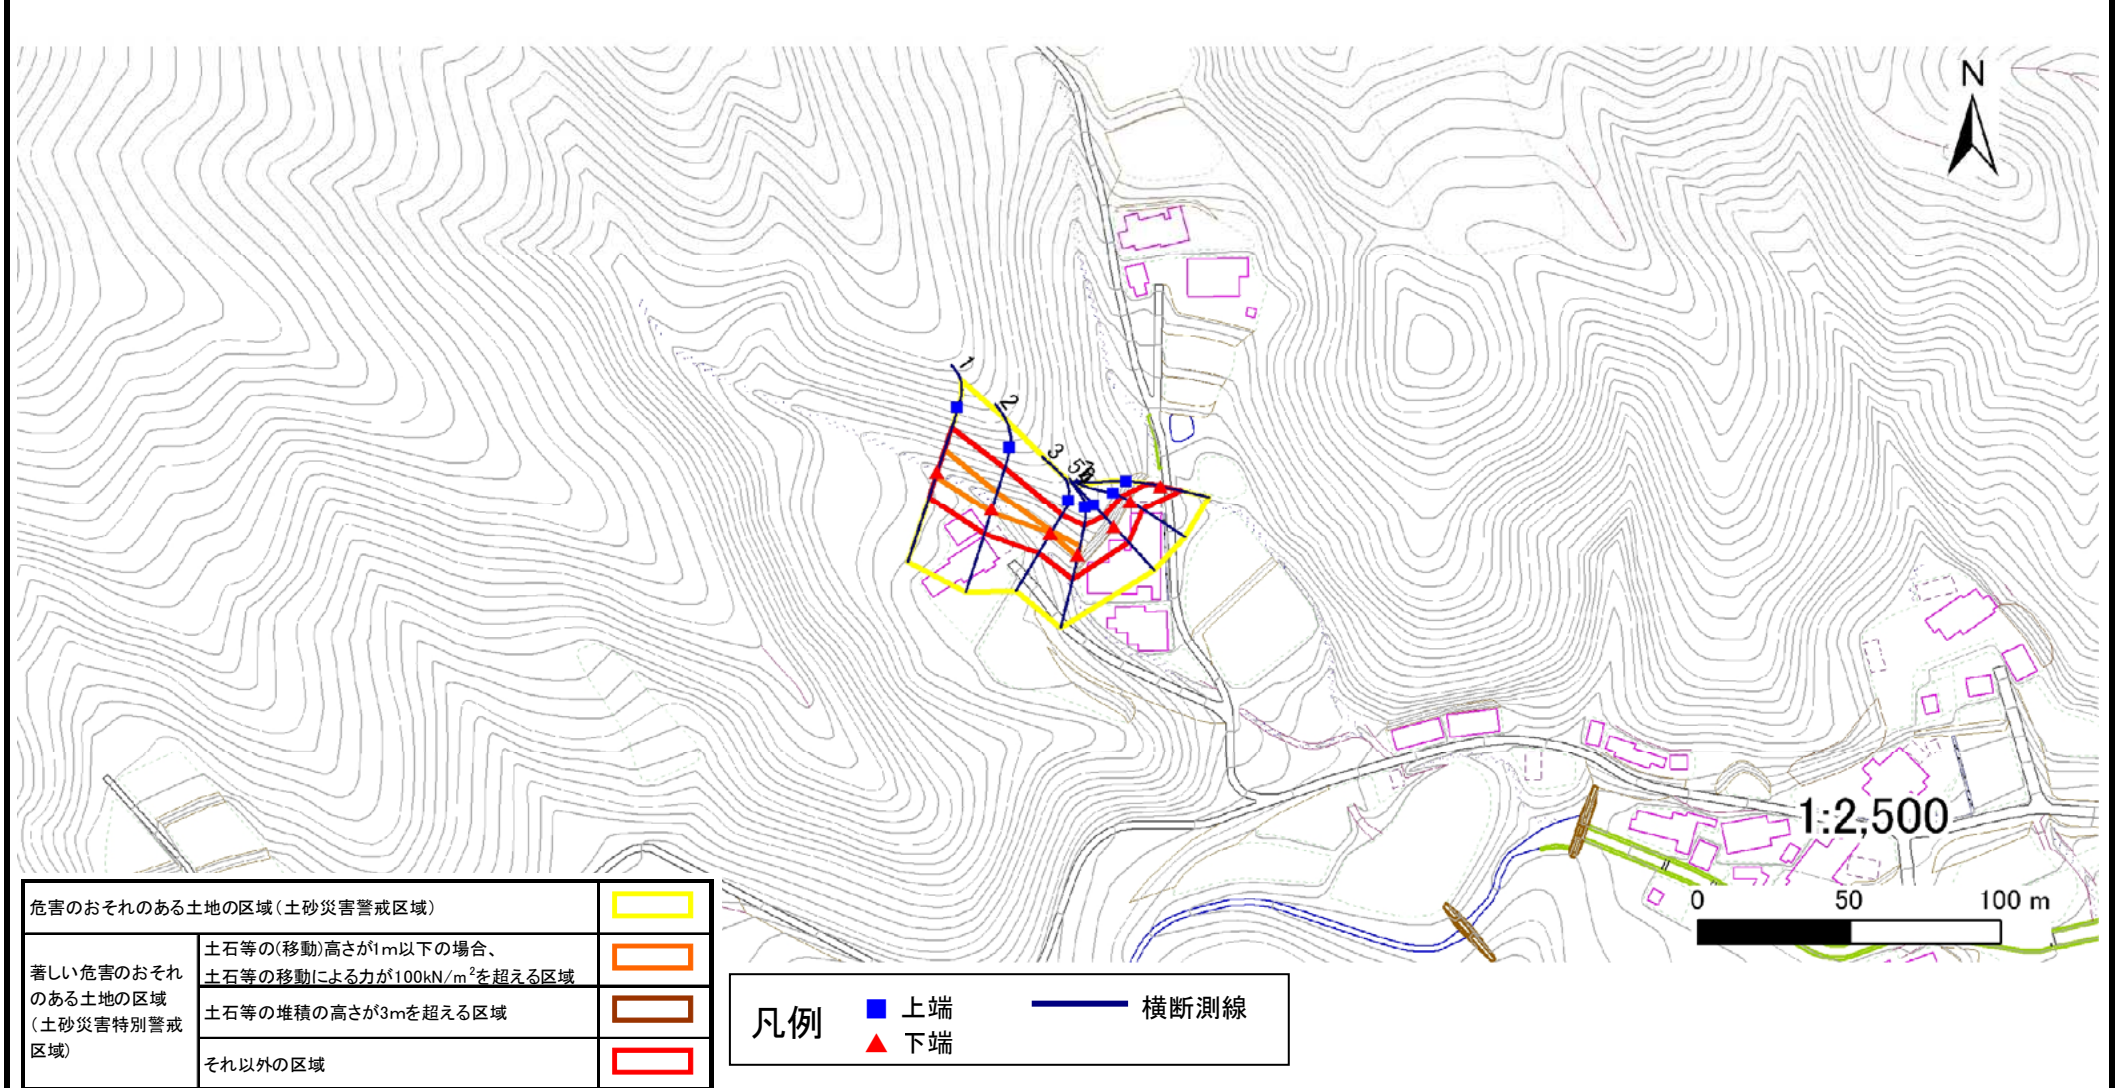 N
1
2
3
5
1:2,500
0 50 100 m
危害のおそれのある土地の区域(土砂災害警戒区域)
著しい危害のおそれ
のある土地の区域
(土砂災害特別警戒
区域)
土石等の(移動)高さが1m以下の場合、
土石等の移動による力が100kN/m²を超える区域
土石等の堆積の高さが3mを超える区域
それ以外の区域
凡例
上端
下端
横断測線